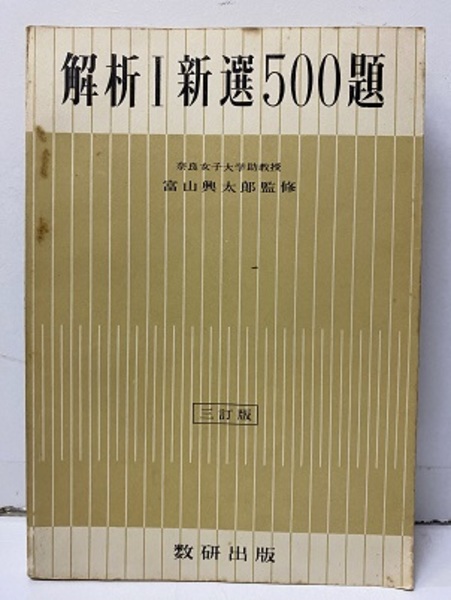 解析I新選500題
奈良女子大学助教授
富山興太郎監修
三訂版
数研出版